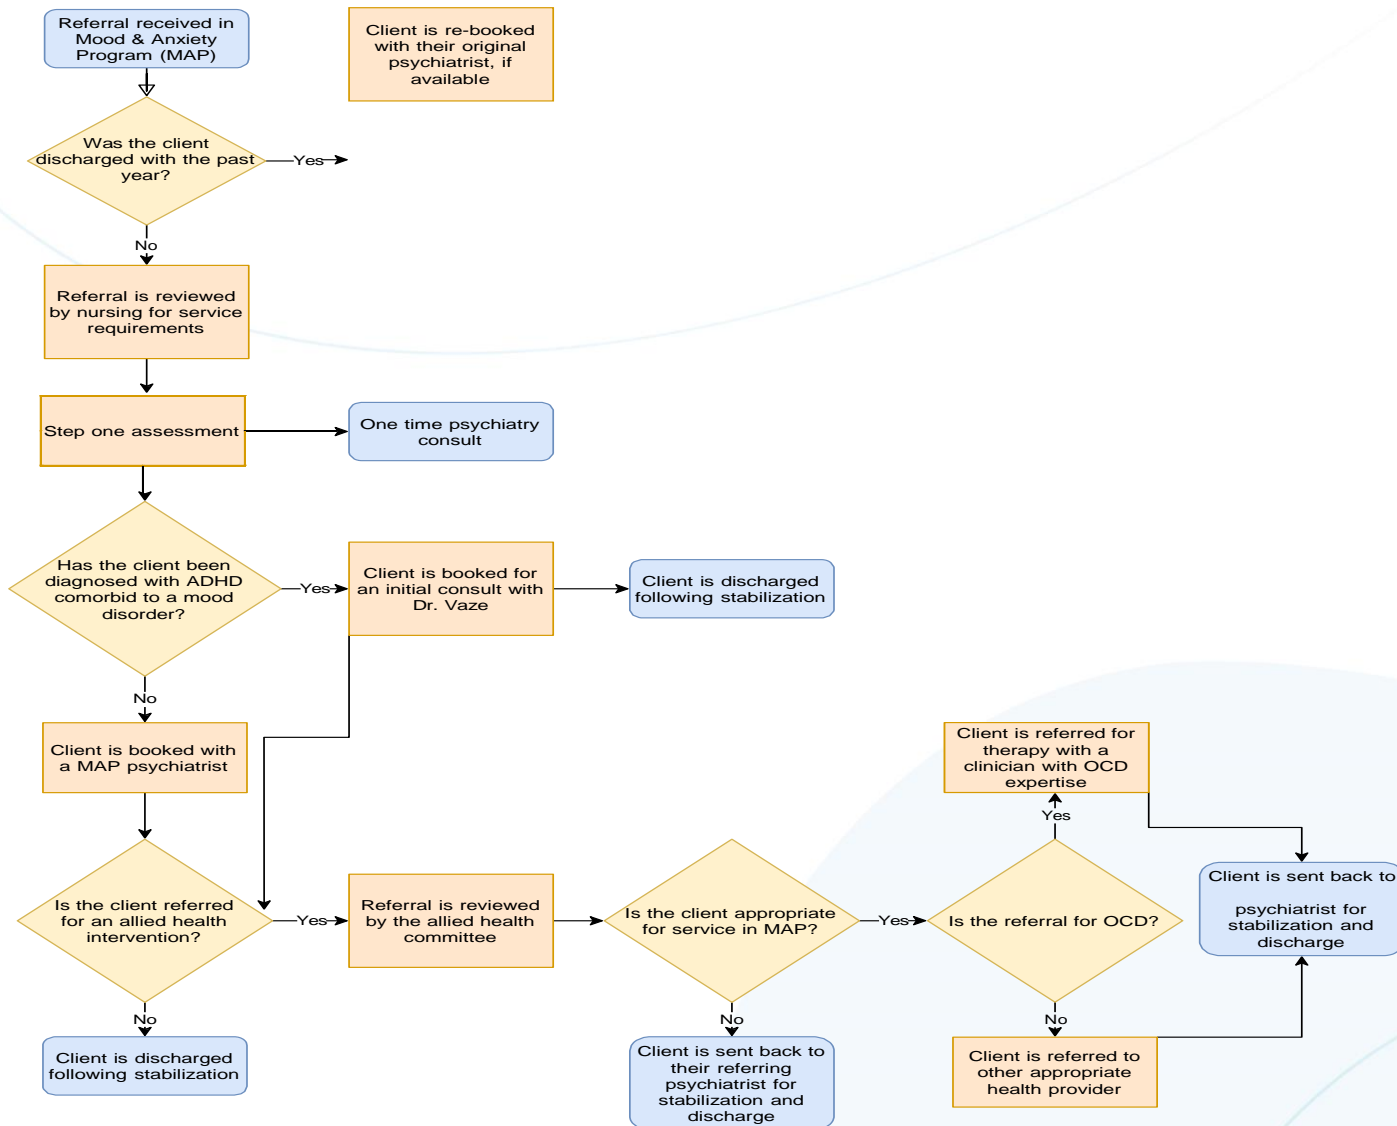 Referral received in
Mood & Anxiety
Program (MAP)
Client is re-booked
with their original
psychiatrist, if
available
Was the client
discharged with the past
year?
Yes
No
Referral is reviewed
by nursing for service
requirements
Step one assessment
One time psychiatry
consult
Has the client been
diagnosed with ADHD
comorbid to a mood
disorder?
Yes
Client is booked for
an initial consult with
Dr. Vaze
Client is discharged
following stabilization
No
Client is booked with
a MAP psychiatrist
Client is referred for
therapy with a
clinician with OCD
expertise
Yes
Is the client referred
for an allied health
intervention?
Yes
Referral is reviewed
by the allied health
committee
Is the client appropriate
for service in MAP?
Yes
Is the referral for OCD?
Client is sent back to
psychiatrist for
stabilization and
discharge
No
Client is discharged
following stabilization
No
Client is sent back to
their referring
psychiatrist for
stabilization and
discharge
No
Client is referred to
other appropriate
health provider